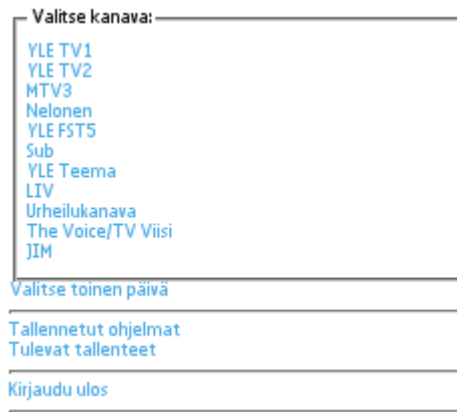 Valitse kanava:
YLE TV1
YLE TV2
MTV3
Nelonen
YLE FST5
Sub
YLE Teema
LIV
Urheilukanava
The Voice/TV Viisi
JIM
Valitse toinen päivä
Tallennetut ohjelmat
Tulevat tallenteet
Kirjaudu ulos